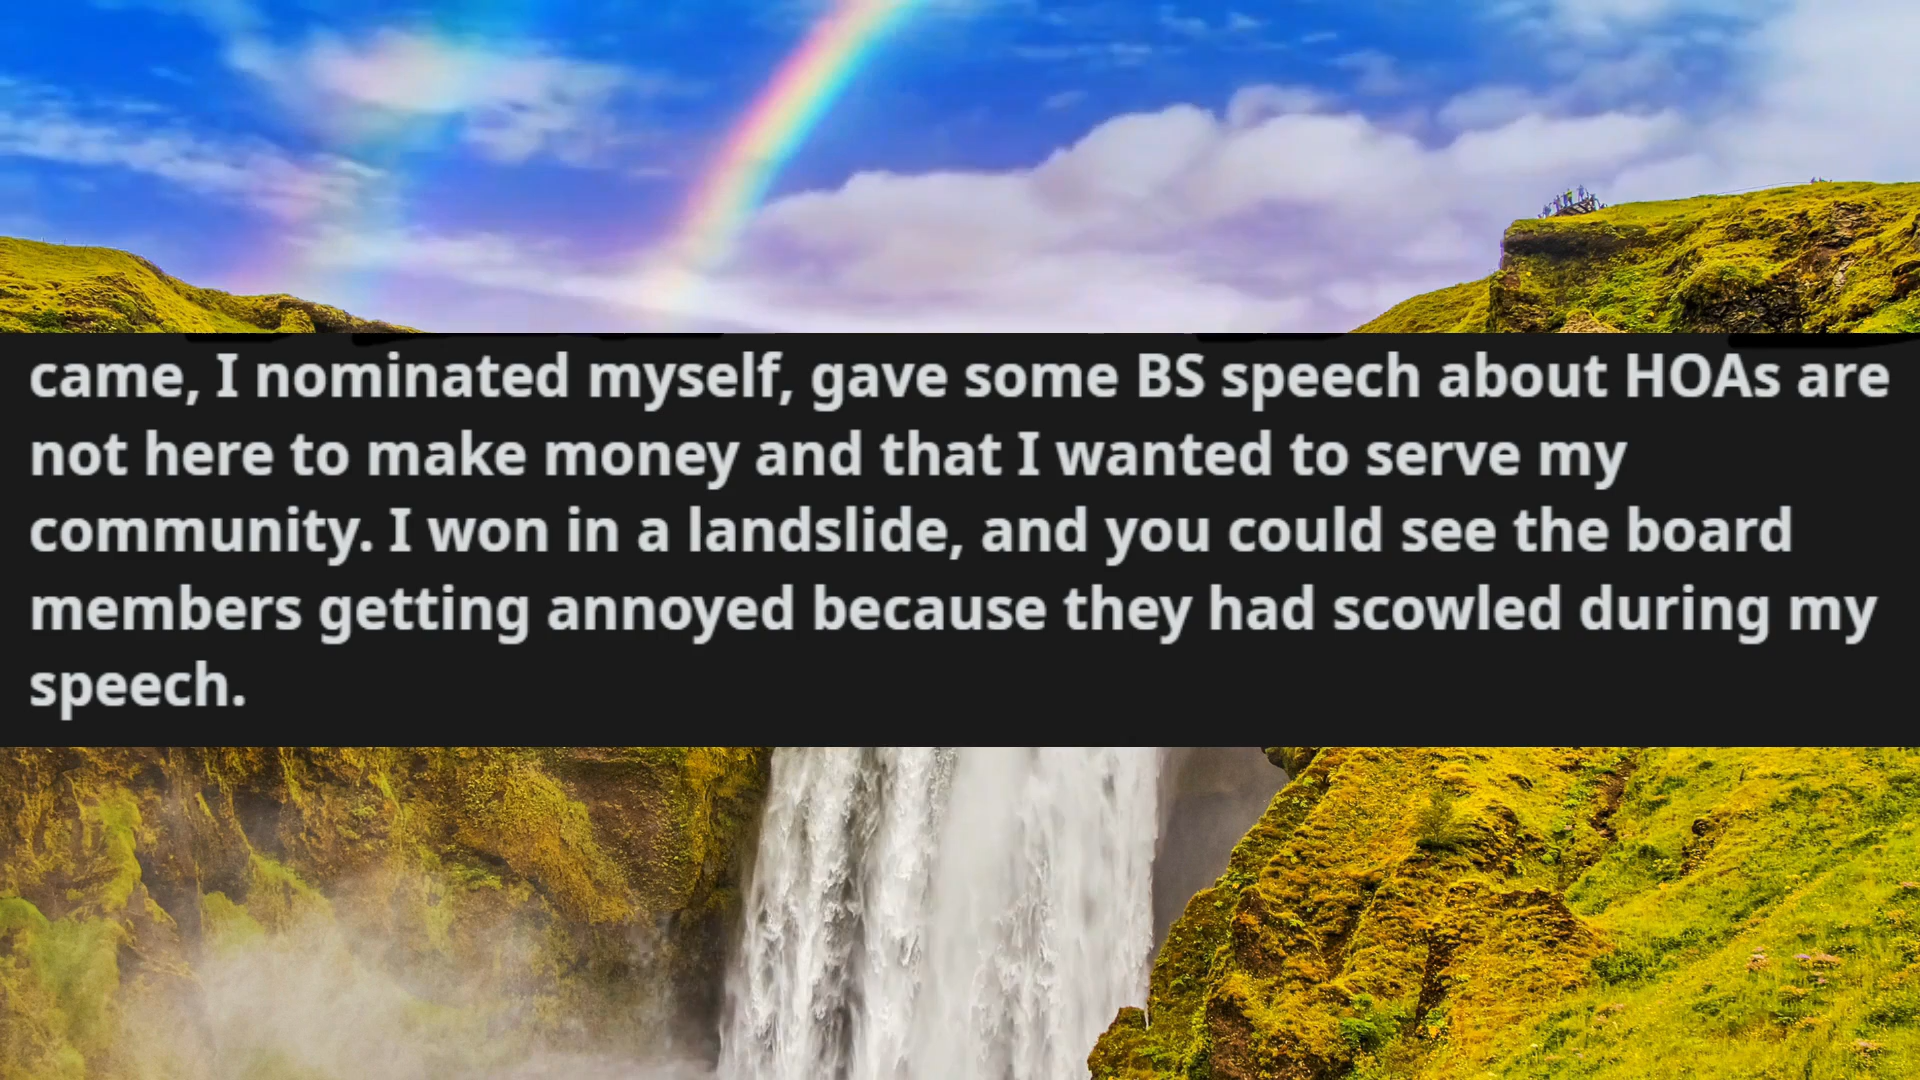 came, I nominated myself, gave some BS speech about HOAs are
not here to make money and that I wanted to serve my
community. I won in a landslide, and you could see the board
members getting annoyed because they had scowled during my
speech.